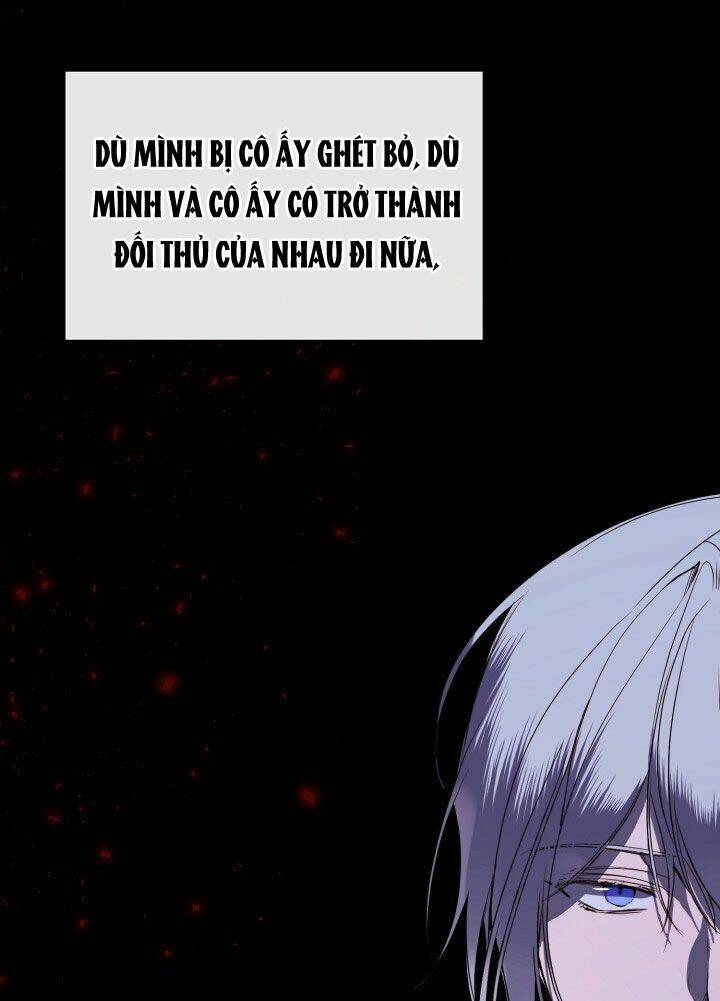 DÙ MÌNH BỊ CÔ ẤY GHÉT BỎ, DÙ
MÌNH VÀ CÔ ẤY CÓ TRỞ THÀNH
ĐỐI THỦ CỦA NHAU ĐI NỮA,